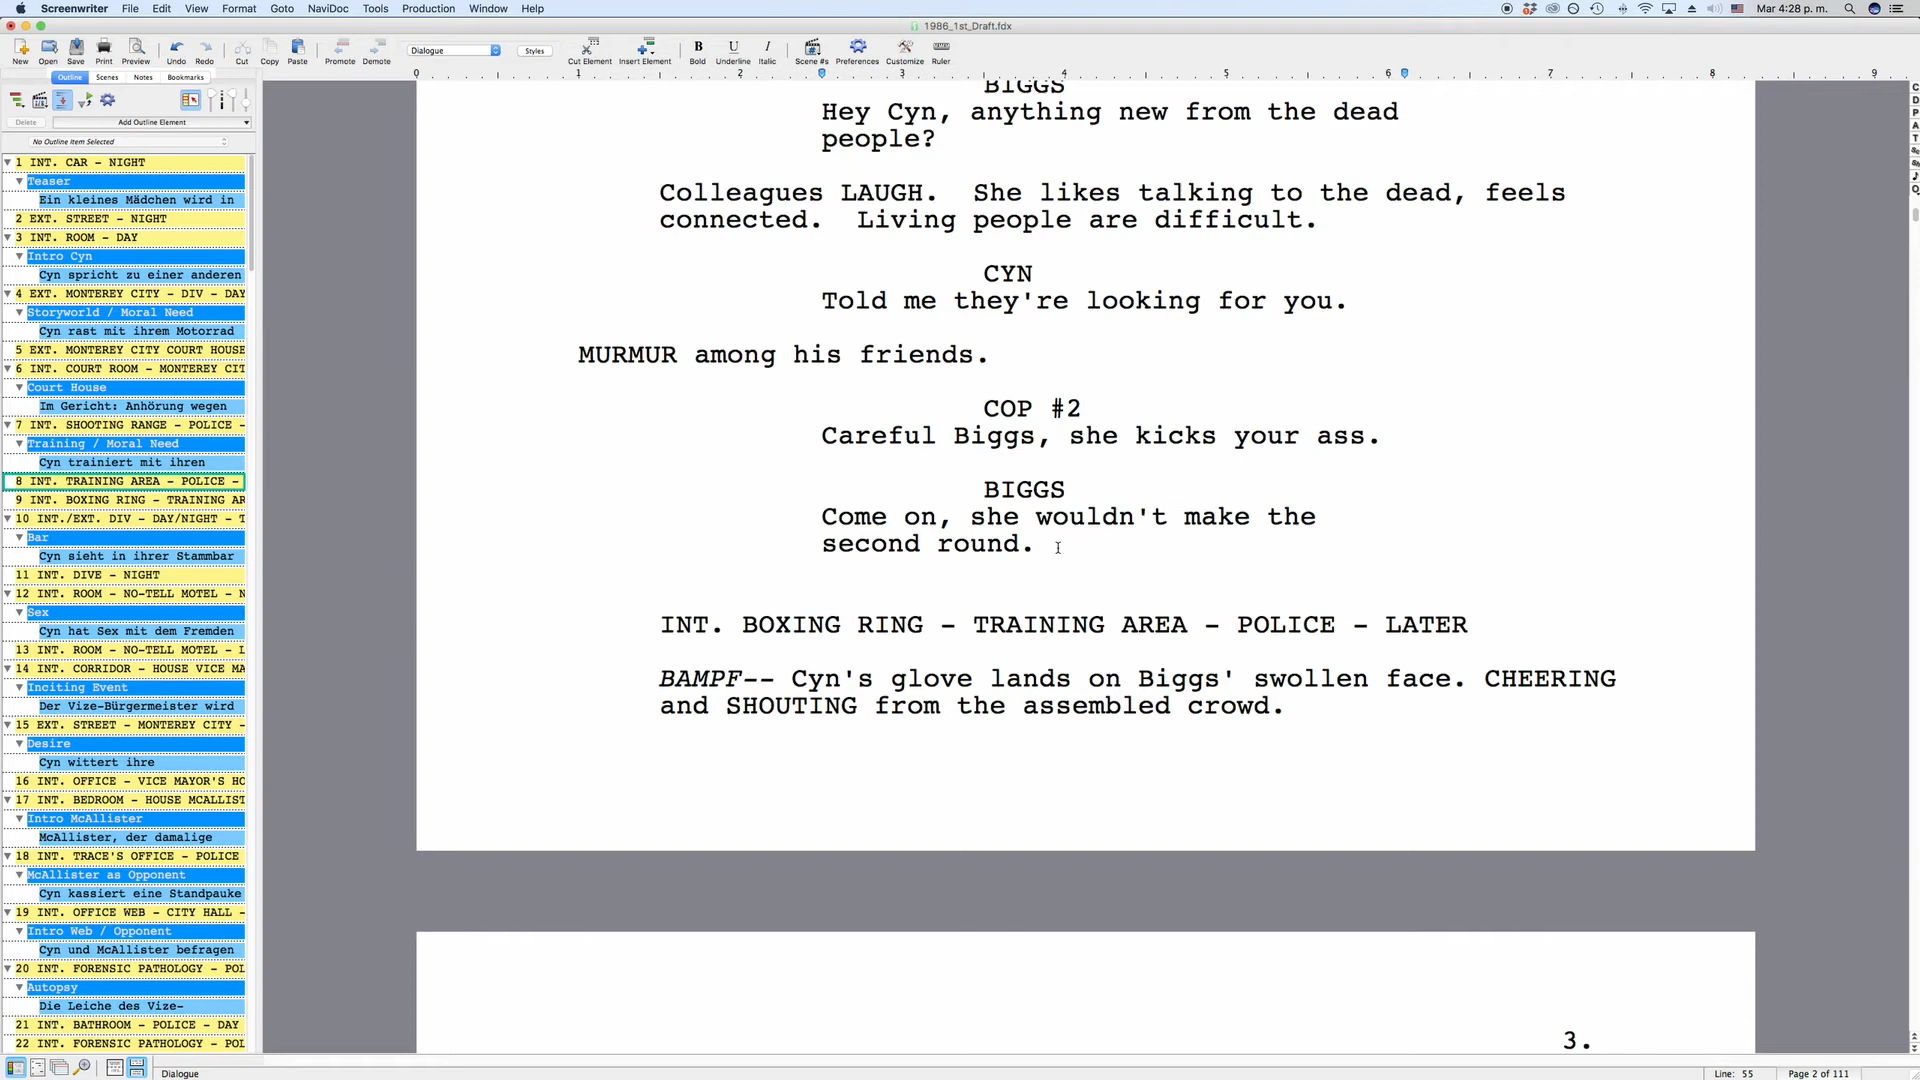 Screenwriter File Edit View Format Goto NaviDoc Tools Production Window Help
Mar 4:28 p. m.
1986_1st_Draft.fdx
New Open Save Print Preview Undo Redo Cut Copy Paste Promote Demote
Dialogue
Styles
Cut Element Insert Element
B
Bold
U
Underline
I
Italic
Scene #s Preferences Customize Ruler
Outline Scenes Notes Bookmarks
0 1 2 3 4 5 6 7 8 9
Delete
Add Outline Element
No Outline Item Selected
1 INT. CAR - NIGHT
Teaser
Ein kleines Mädchen wird in
2 EXT. STREET - NIGHT
3 INT. ROOM - DAY
Intro Cyn
Cyn spricht zu einer anderen
4 EXT. MONTEREY CITY - DIV - DAY
Storyworld / Moral Need
Cyn rast mit ihrem Motorrad
5 EXT. MONTEREY CITY COURT HOUSE
6 INT. COURT ROOM - MONTEREY CIT
Court House
Im Gericht: Anhörung wegen
7 INT. SHOOTING RANGE - POLICE -
Training / Moral Need
Cyn trainiert mit ihren
8 INT. TRAINING AREA - POLICE -
9 INT. BOXING RING - TRAINING AR
10 INT./EXT. DIV - DAY/NIGHT - T
Bar
Cyn sieht in ihrer Stammbar
11 INT. DIVE - NIGHT
12 INT. ROOM - NO-TELL MOTEL - N
Sex
Cyn hat Sex mit dem Fremden
13 INT. ROOM - NO-TELL MOTEL - L
14 INT. CORRIDOR - HOUSE VICE MA
Inciting Event
Der Vize-Bürgermeister wird
15 EXT. STREET - MONTEREY CITY -
Desire
Cyn wittert ihre
16 INT. OFFICE - VICE MAYOR'S HO
17 INT. BEDROOM - HOUSE MCALLIST
Intro McAllister
McAllister, der damalige
18 INT. TRACE'S OFFICE - POLICE
McAllister as Opponent
Cyn kassiert eine Standpauke
19 INT. OFFICE WEB - CITY HALL -
Intro Web / Opponent
Cyn und McAllister befragen
20 INT. FORENSIC PATHOLOGY - POL
Autopsy
Die Leiche des Vize-
21 INT. BATHROOM - POLICE - DAY
22 INT. FORENSIC PATHOLOGY - POL
BIGGS
Hey Cyn, anything new from the dead
people?
Colleagues LAUGH. She likes talking to the dead, feels
connected. Living people are difficult.
CYN
Told me they're looking for you.
MURMUR among his friends.
COP #2
Careful Biggs, she kicks your ass.
BIGGS
Come on, she wouldn't make the
second round.
INT. BOXING RING - TRAINING AREA - POLICE - LATER
BAMPF-- Cyn's glove lands on Biggs' swollen face. CHEERING
and SHOUTING from the assembled crowd.
3.
Dialogue
Line: 55
Page 2 of 111